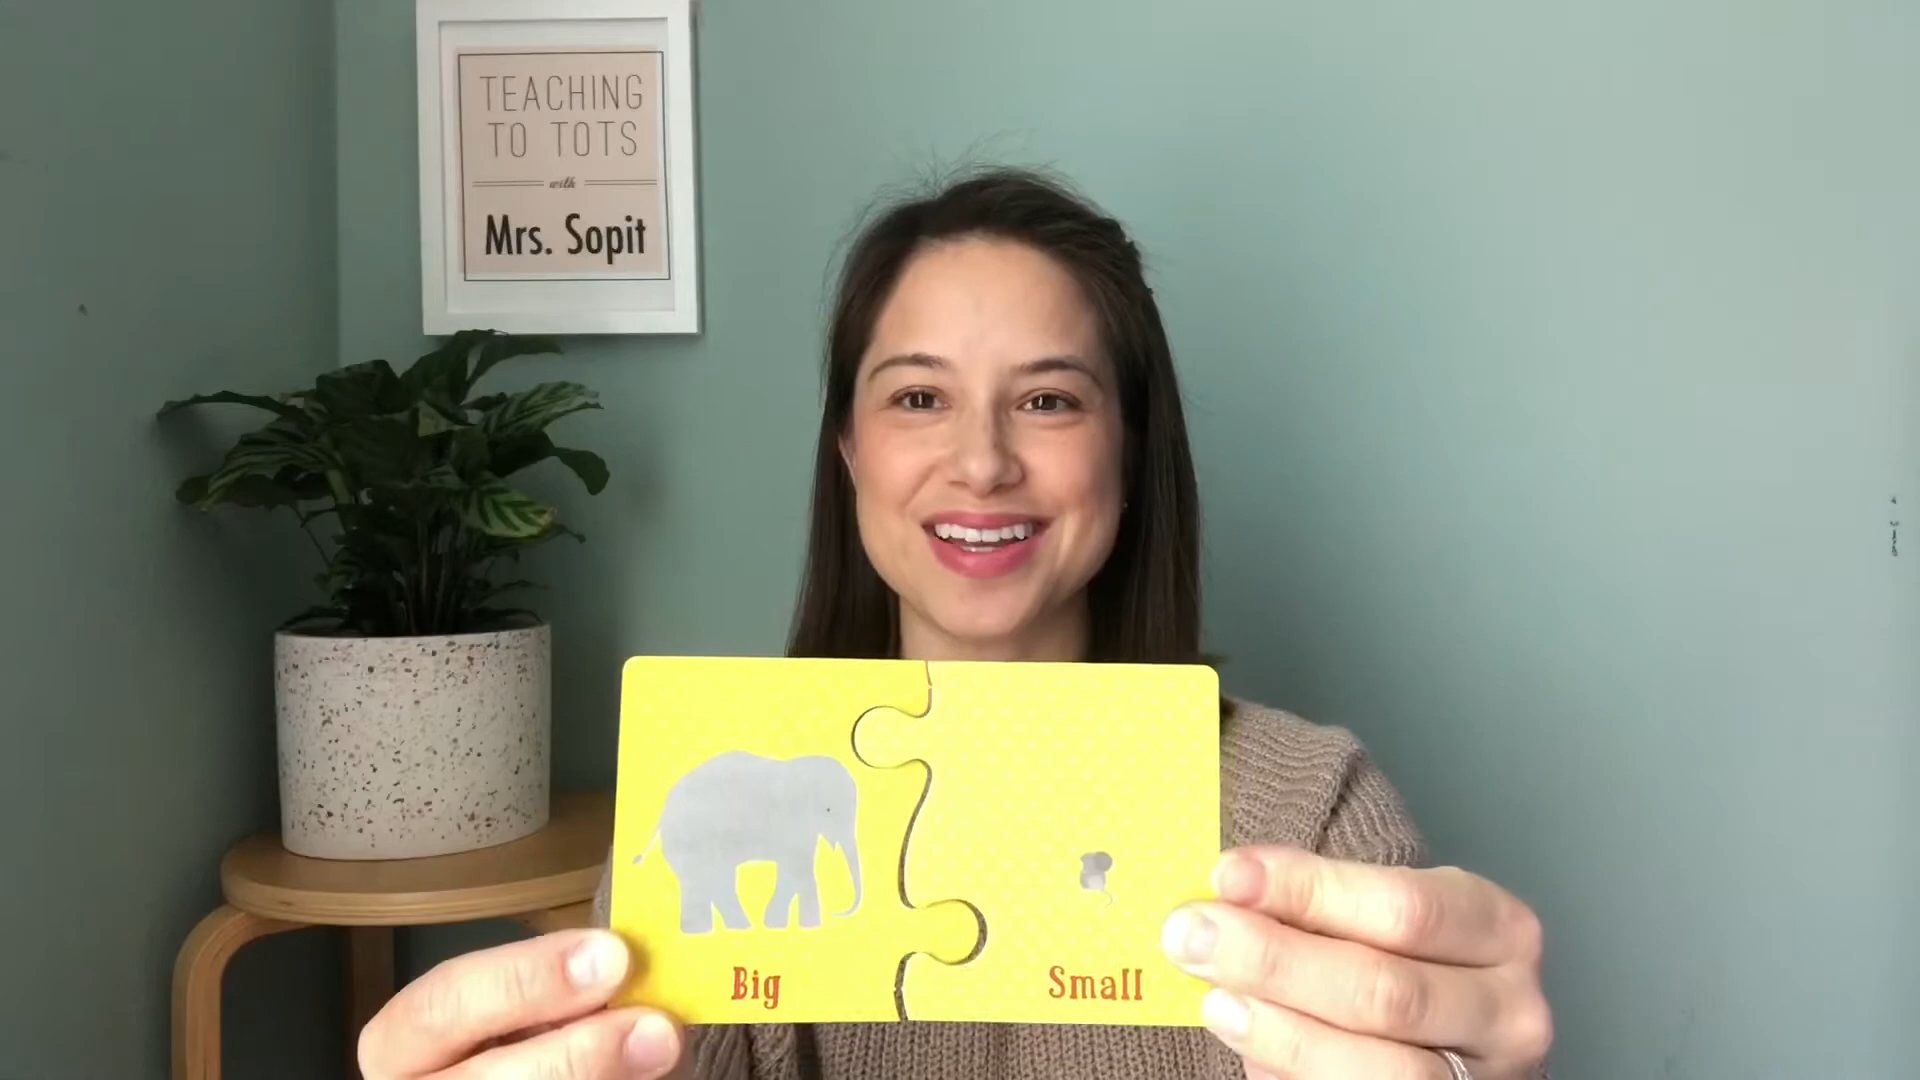 TEACHING
TO TOTS
with
Mrs. Sopit
Big
Small